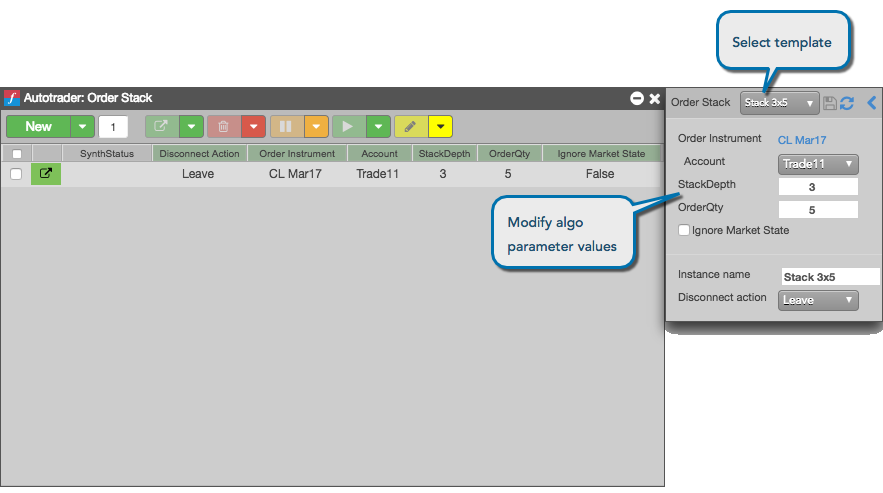 Select template
Autotrader: Order Stack
Order Stack Stack 3x5
New 1
SynthStatus Disconnect Action Order Instrument Account StackDepth OrderQty Ignore Market State
Leave CL Mar17 Trade11 3 5 False
Order Instrument CL Mar17
Account Trade11
StackDepth 3
OrderQty 5
Ignore Market State
Modify algo
parameter values
Instance name Stack 3x5
Disconnect action Leave